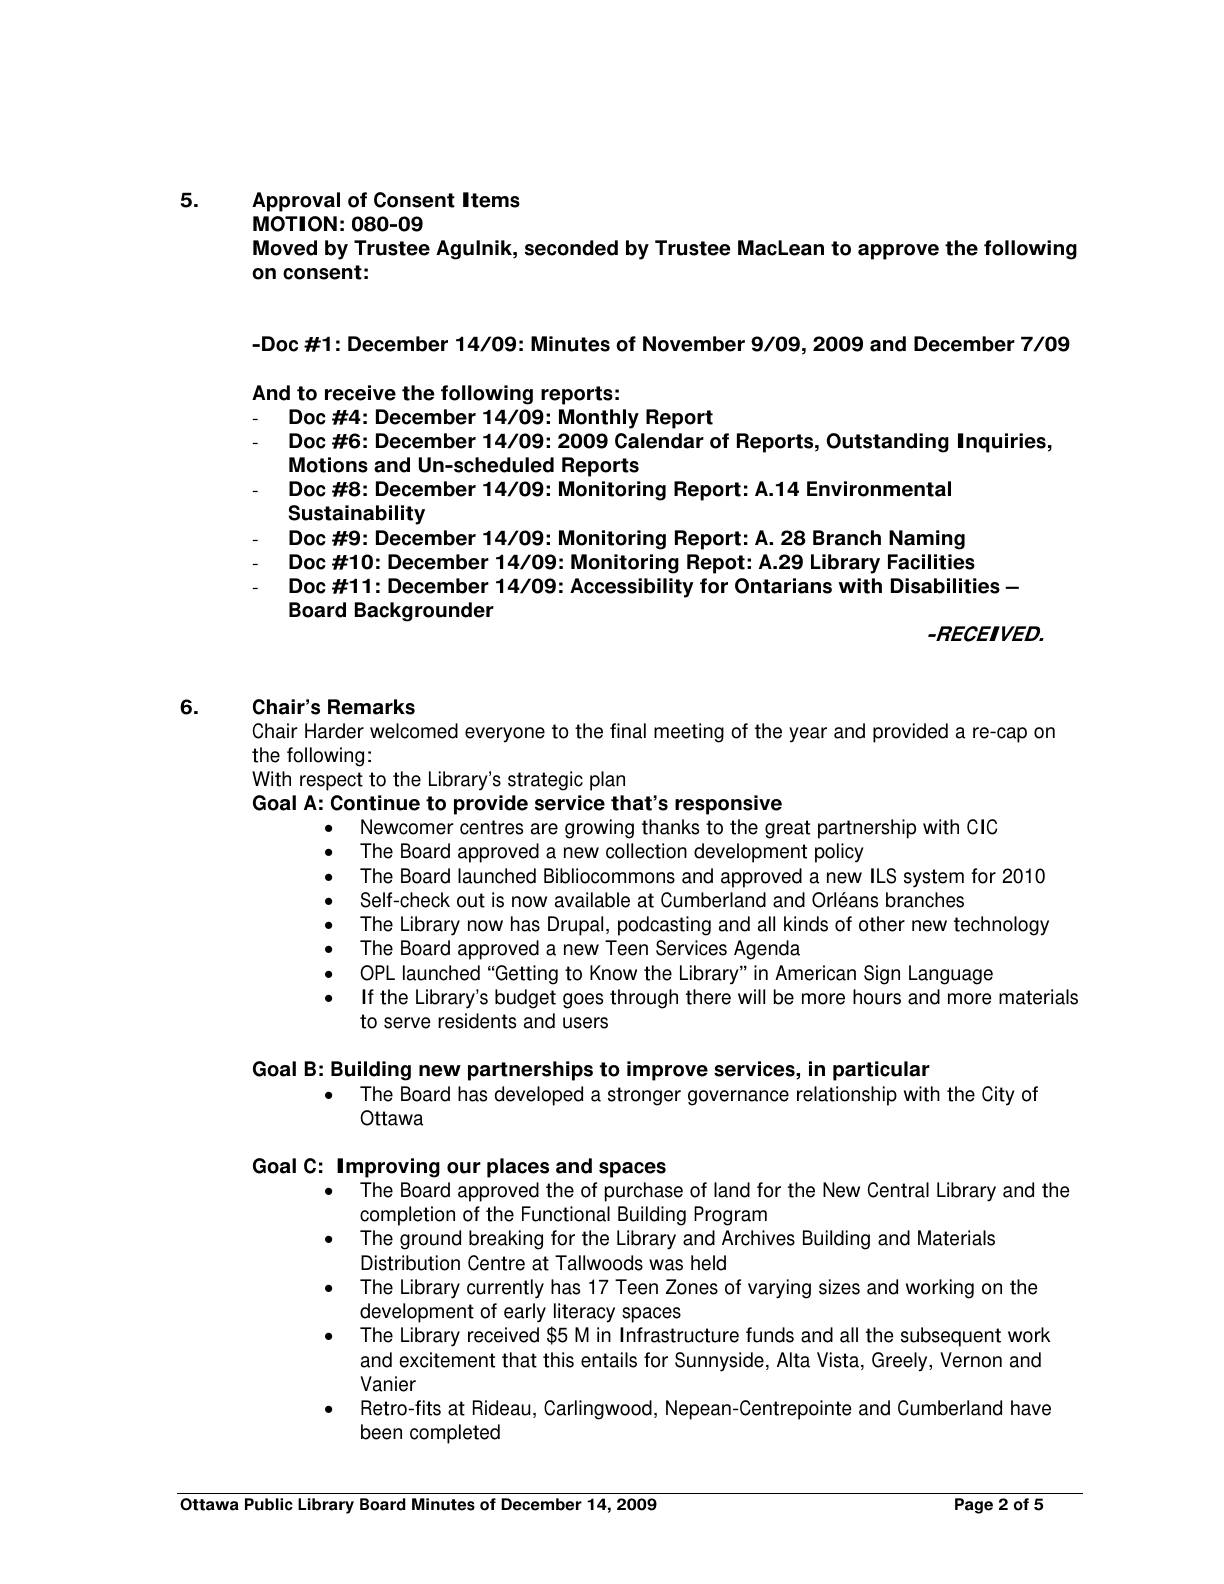 5. Approval of Consent Items
MOTION: 080-09
Moved by Trustee Agulnik, seconded by Trustee MacLean to approve the following
on consent:
-Doc #1: December 14/09: Minutes of November 9/09, 2009 and December 7/09
And to receive the following reports:
- Doc #4: December 14/09: Monthly Report
- Doc #6: December 14/09: 2009 Calendar of Reports, Outstanding Inquiries,
Motions and Un-scheduled Reports
- Doc #8: December 14/09: Monitoring Report: A.14 Environmental
Sustainability
- Doc #9: December 14/09: Monitoring Report: A. 28 Branch Naming
- Doc #10: December 14/09: Monitoring Repot: A.29 Library Facilities
- Doc #11: December 14/09: Accessibility for Ontarians with Disabilities –
Board Backgrounder
-RECEIVED.
6. Chair's Remarks
Chair Harder welcomed everyone to the final meeting of the year and provided a re-cap on
the following:
With respect to the Library's strategic plan
Goal A: Continue to provide service that's responsive
• Newcomer centres are growing thanks to the great partnership with CIC
• The Board approved a new collection development policy
• The Board launched Bibliocommons and approved a new ILS system for 2010
• Self-check out is now available at Cumberland and Orléans branches
• The Library now has Drupal, podcasting and all kinds of other new technology
• The Board approved a new Teen Services Agenda
• OPL launched “Getting to Know the Library” in American Sign Language
• If the Library's budget goes through there will be more hours and more materials
to serve residents and users
Goal B: Building new partnerships to improve services, in particular
• The Board has developed a stronger governance relationship with the City of
Ottawa
Goal C: Improving our places and spaces
• The Board approved the of purchase of land for the New Central Library and the
completion of the Functional Building Program
• The ground breaking for the Library and Archives Building and Materials
Distribution Centre at Tallwoods was held
• The Library currently has 17 Teen Zones of varying sizes and working on the
development of early literacy spaces
• The Library received $5 M in Infrastructure funds and all the subsequent work
and excitement that this entails for Sunnyside, Alta Vista, Greely, Vernon and
Vanier
• Retro-fits at Rideau, Carlingwood, Nepean-Centrepointe and Cumberland have
been completed
Ottawa Public Library Board Minutes of December 14, 2009 Page 2 of 5